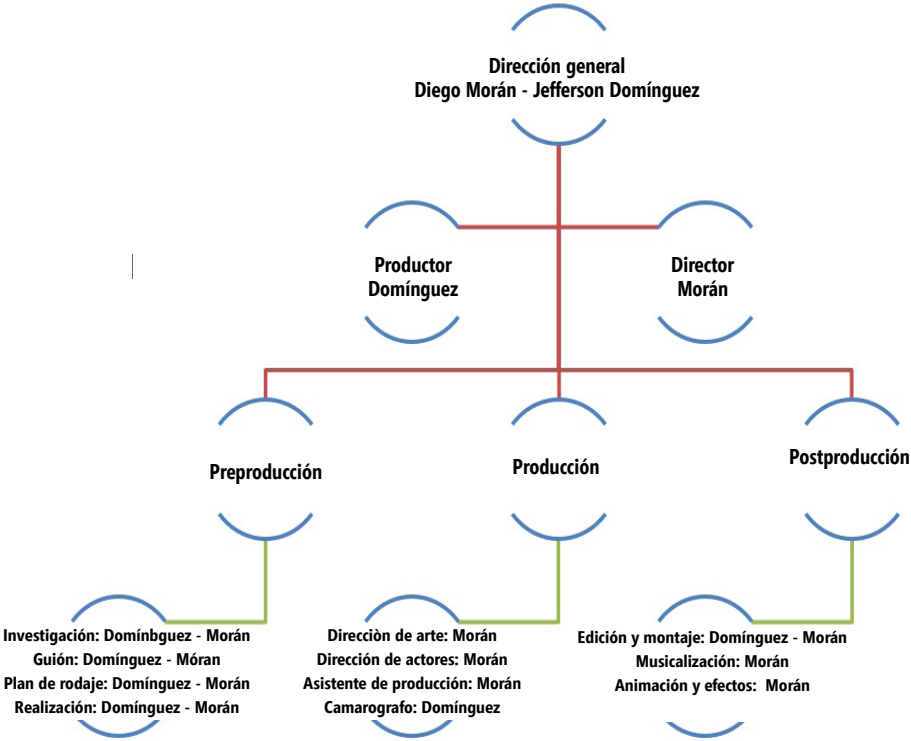 Dirección general
Diego Morán - Jefferson Domínguez
Productor
Domínguez
Director
Morán
Preproducción
Producción
Postproducción
Investigación: Domínbguez - Morán
Guión: Domínguez - Móran
Plan de rodaje: Domínguez - Morán
Realización: Domínguez - Morán
Direcciòn de arte: Morán
Dirección de actores: Morán
Asistente de producción: Morán
Camarografo: Domínguez
Edición y montaje: Domínguez - Morán
Musicalización: Morán
Animación y efectos: Morán